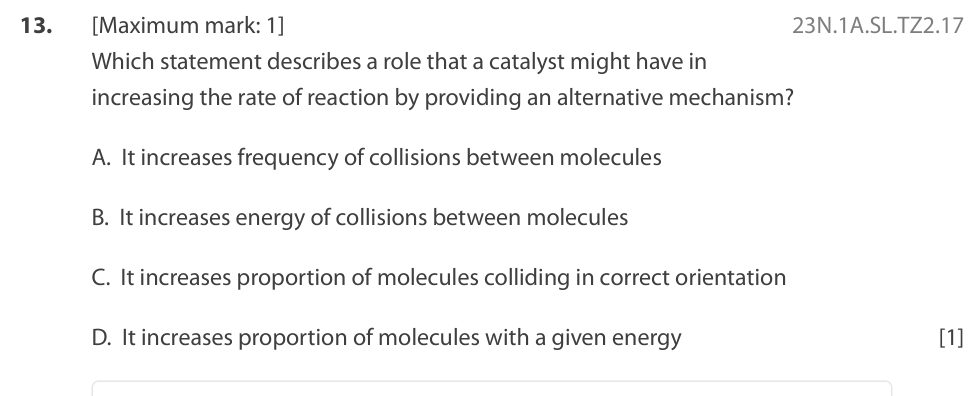 13. [Maximum mark: 1] 23N.1A.SL.TZ2.17
Which statement describes a role that a catalyst might have in
increasing the rate of reaction by providing an alternative mechanism?
A. It increases frequency of collisions between molecules
B. It increases energy of collisions between molecules
C. It increases proportion of molecules colliding in correct orientation
D. It increases proportion of molecules with a given energy [1]